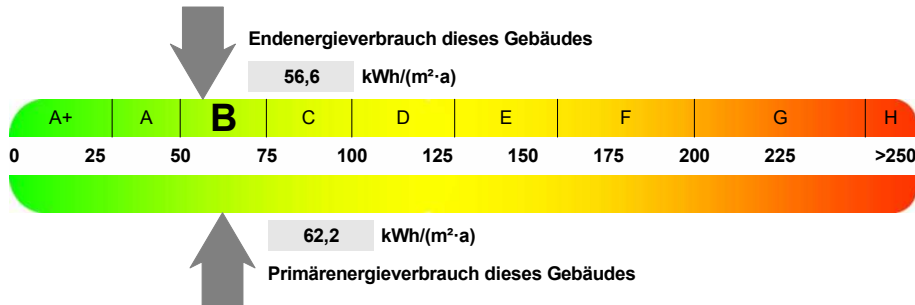 Endenergieverbrauch dieses Gebäudes
56,6 kWh/(m²·a)
A+ A B C D E F G H
0 25 50 75 100 125 150 175 200 225 >250
62,2 kWh/(m²·a)
Primärenergieverbrauch dieses Gebäudes